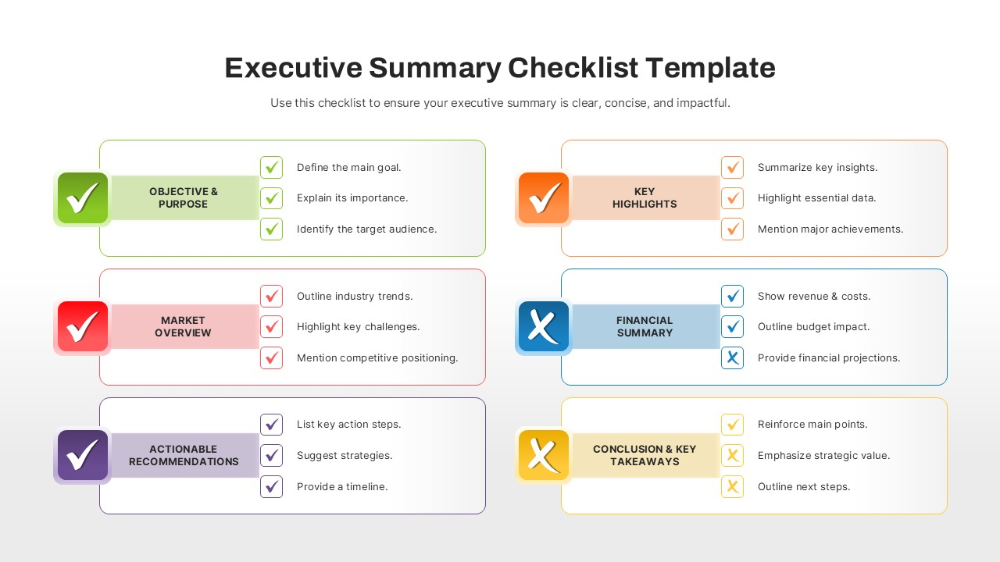 Executive Summary Checklist Template
Use this checklist to ensure your executive summary is clear, concise, and impactful.
OBJECTIVE &
PURPOSE
Define the main goal.
Explain its importance.
Identify the target audience.
KEY
HIGHLIGHTS
Summarize key insights.
Highlight essential data.
Mention major achievements.
MARKET
OVERVIEW
Outline industry trends.
Highlight key challenges.
Mention competitive positioning.
FINANCIAL
SUMMARY
Show revenue & costs.
Outline budget impact.
Provide financial projections.
ACTIONABLE
RECOMMENDATIONS
List key action steps.
Suggest strategies.
Provide a timeline.
CONCLUSION & KEY
TAKEAWAYS
Reinforce main points.
Emphasize strategic value.
Outline next steps.